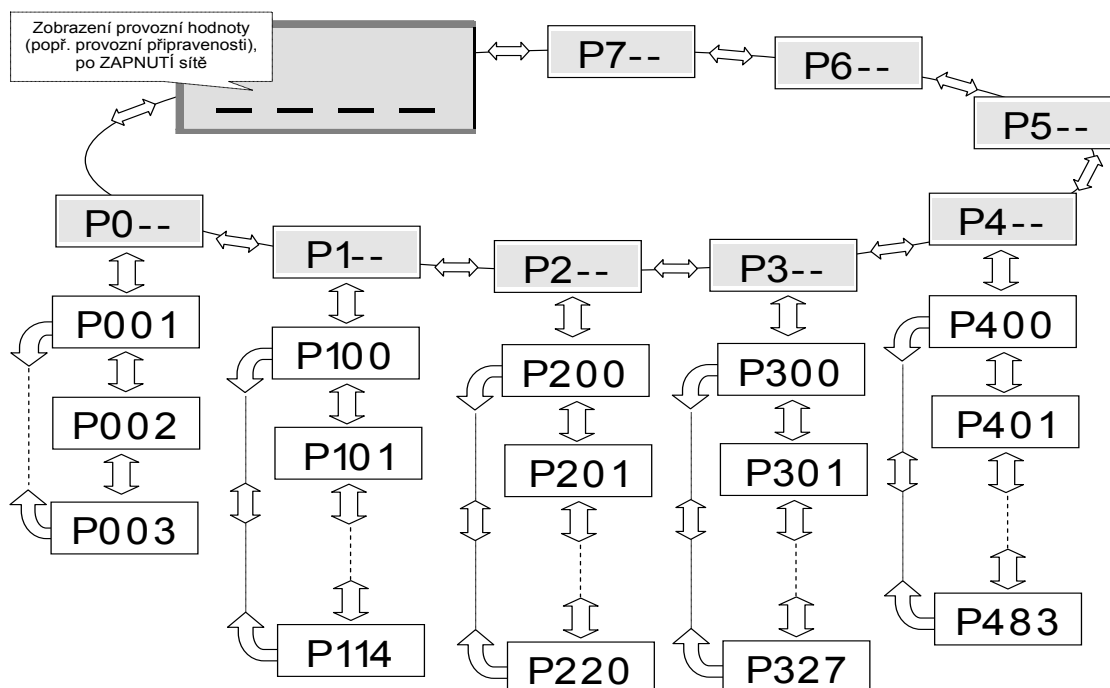 Zobrazení provozní hodnoty
(popř. provozní připravenosti),
po ZAPNUTÍ sítě
_ _ _ _
P7--
P6--
P5--
P0--
P1--
P2--
P3--
P4--
P001
P002
P003
P100
P101
P114
P200
P201
P220
P300
P301
P327
P400
P401
P483